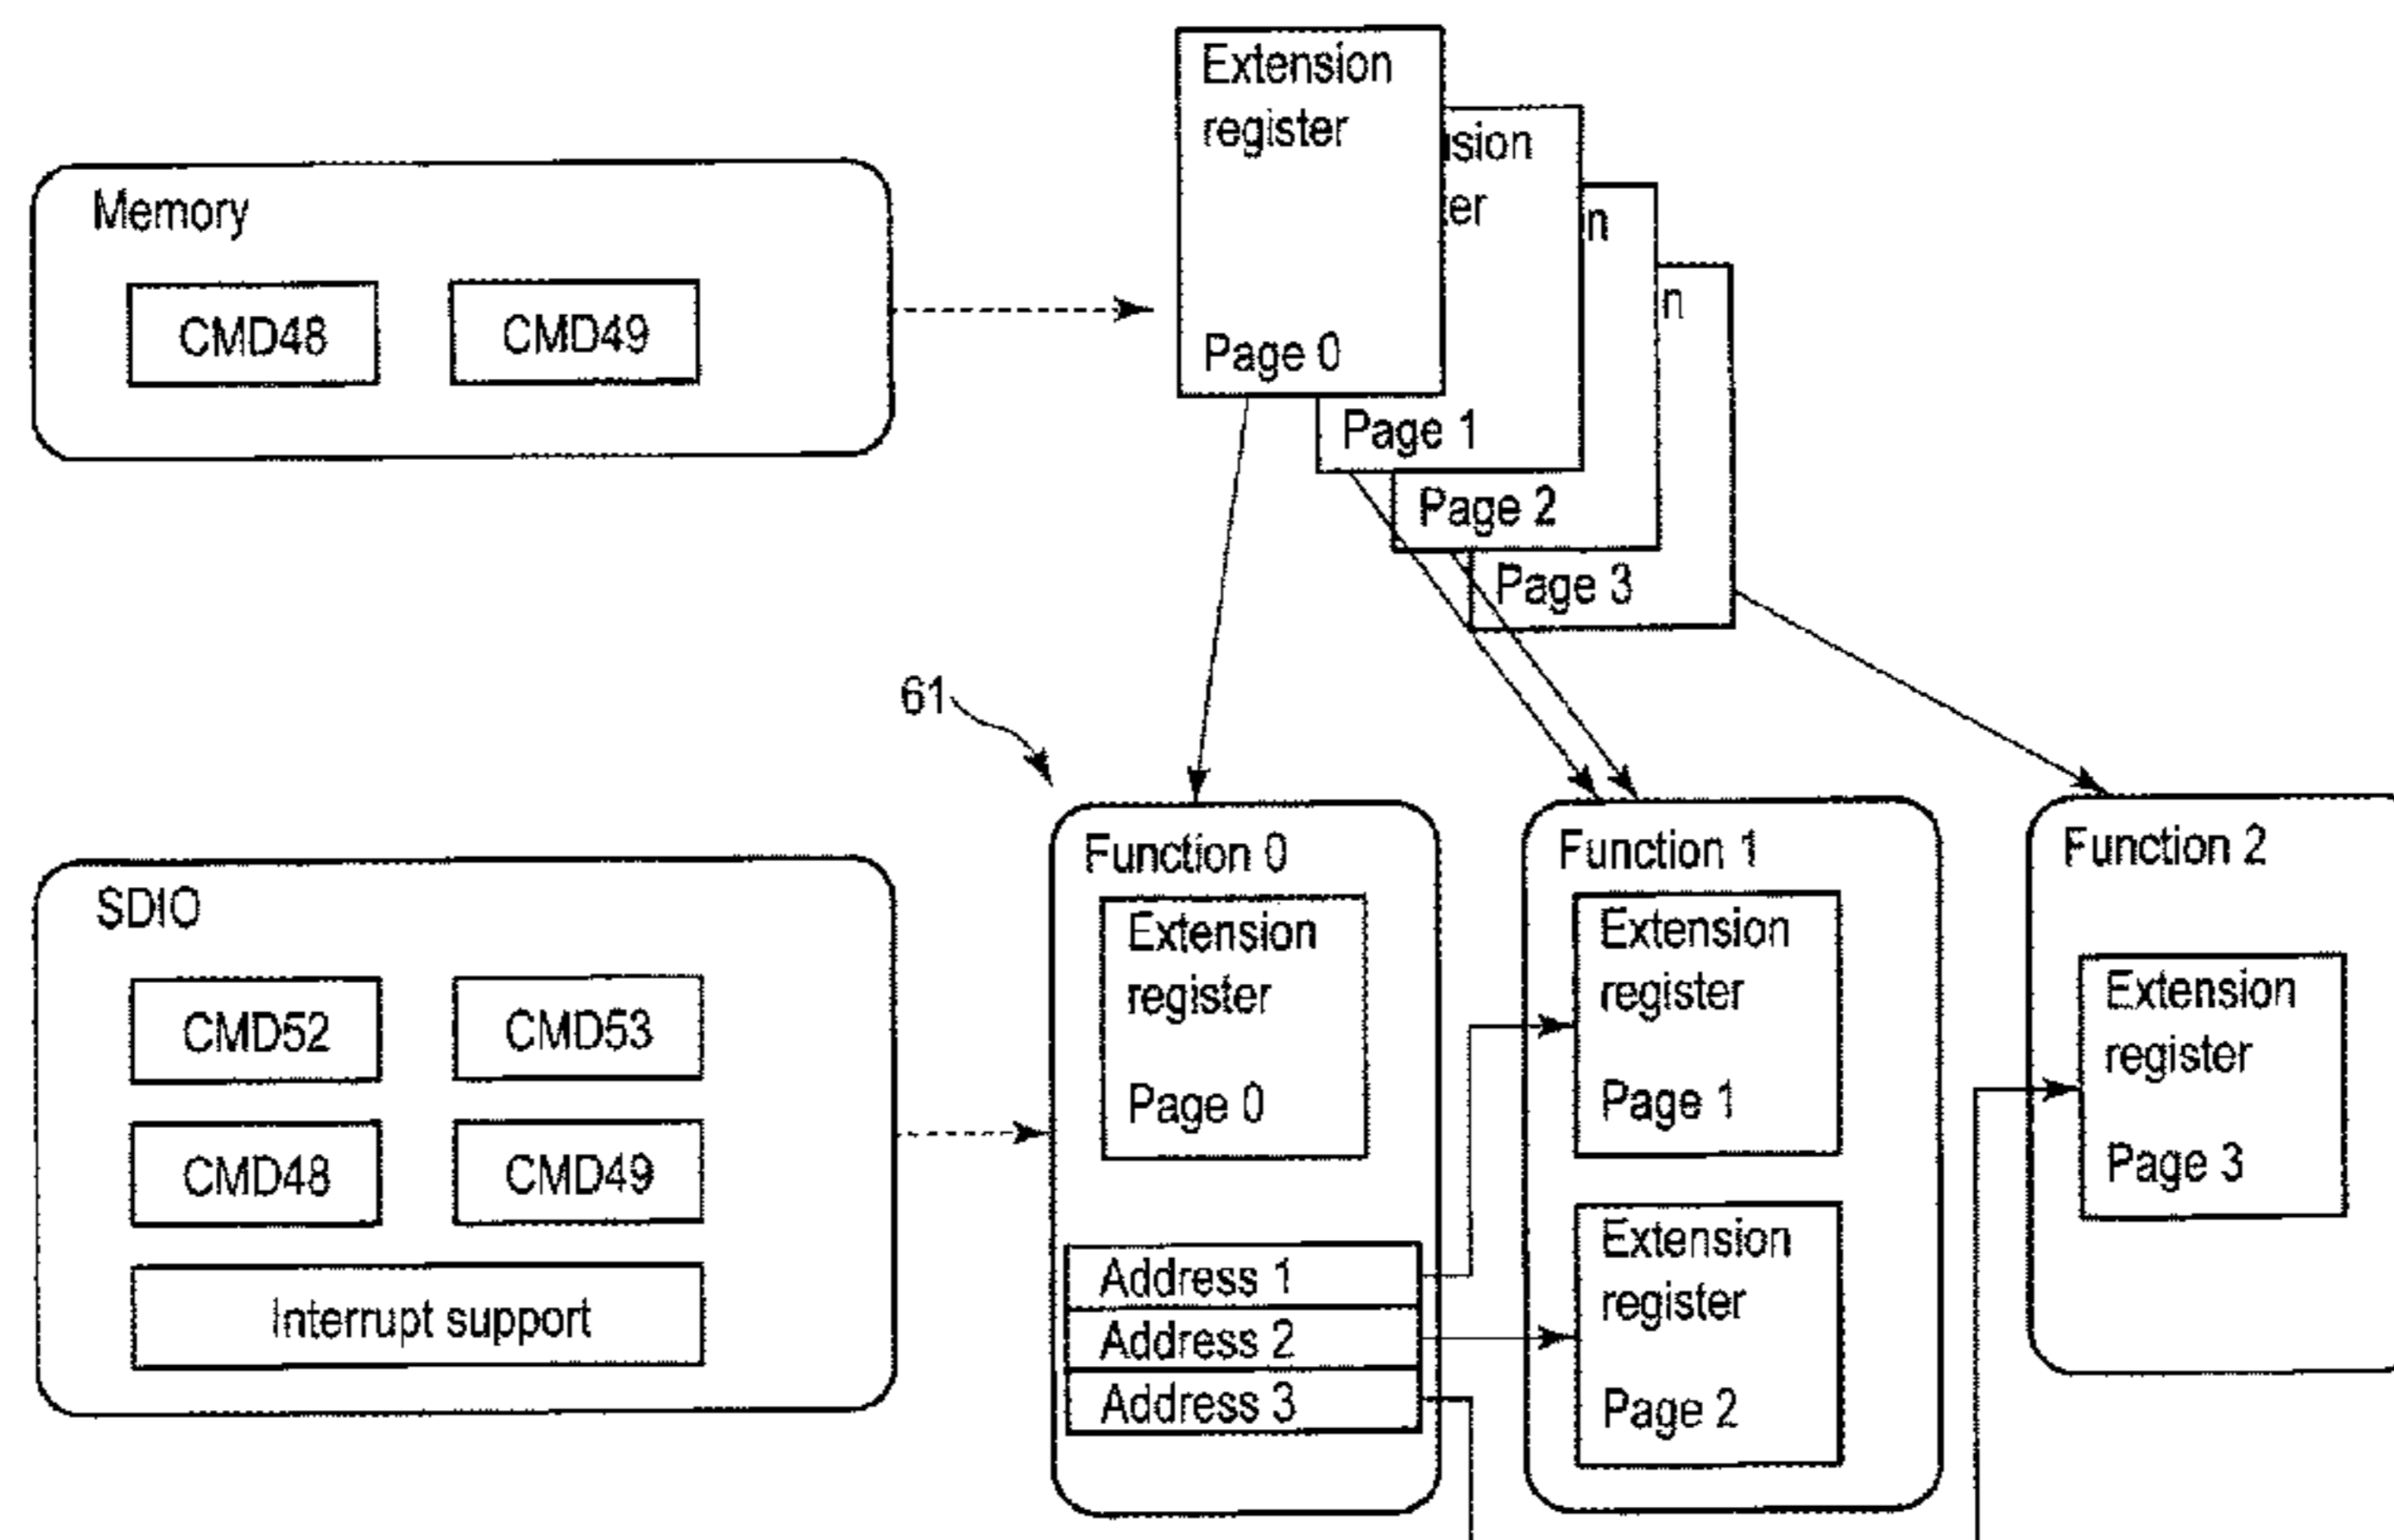 Extension
register
Page 0
sion
er
Page 1
n
Page 2
n
Page 3
Memory
CMD48
CMD49
61
SDIO
CMD52
CMD53
CMD48
CMD49
Interrupt support
Function 0
Extension
register
Page 0
Address 1
Address 2
Address 3
Function 1
Extension
register
Page 1
Extension
register
Page 2
Function 2
Extension
register
Page 3